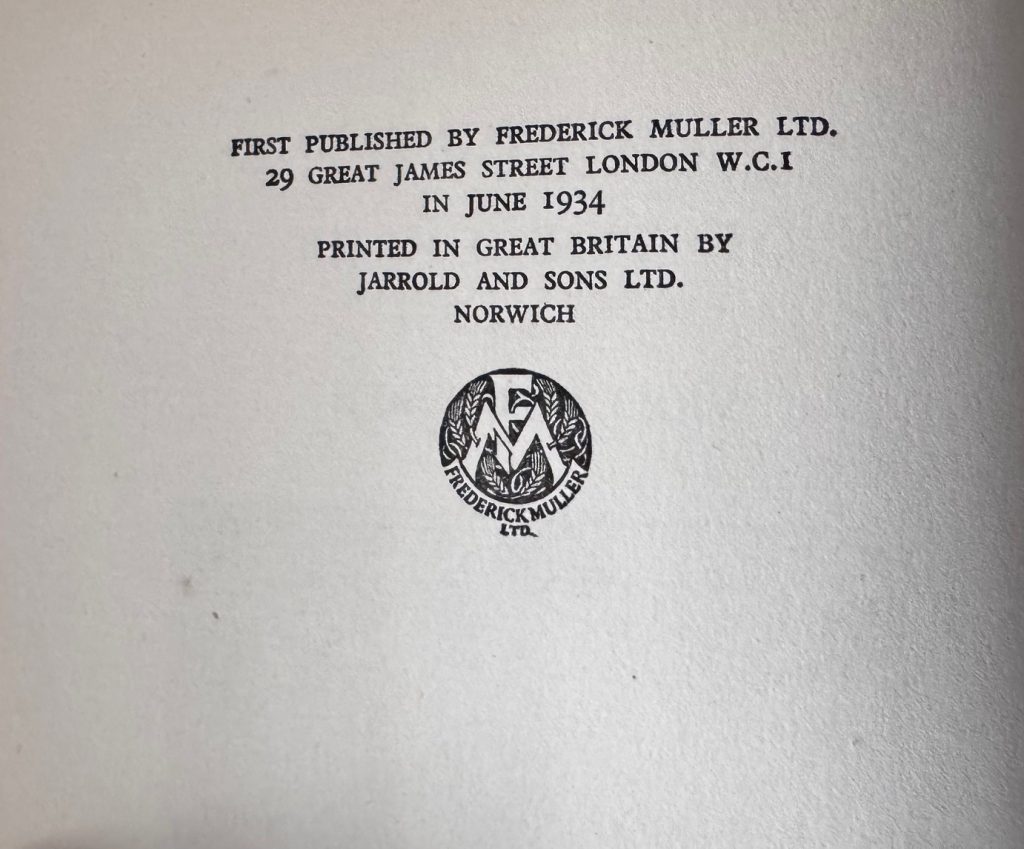 FIRST PUBLISHED BY FREDERICK MULLER LTD.
29 GREAT JAMES STREET LONDON W.C.1
IN JUNE 1934
PRINTED IN GREAT BRITAIN BY
JARROLD AND SONS LTD.
NORWICH
FM
FREDERICK MULLER
LTD.